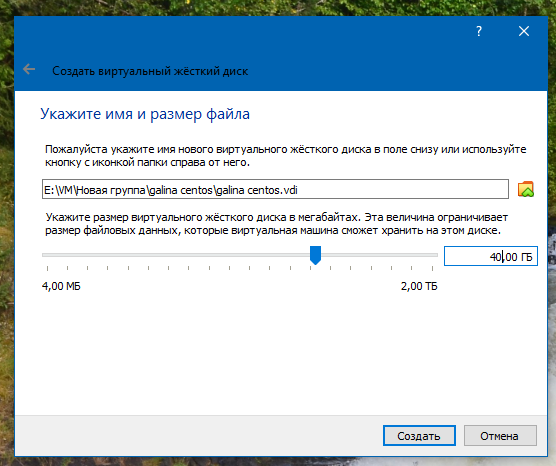 ?
Создать виртуальный жёсткий диск
Укажите имя и размер файла
Пожалуйста укажите имя нового виртуального жёсткого диска в поле снизу или используйте
кнопку с иконкой папки справа от него.
E:\VM\Новая группа\galina centos\galina centos.vdi
Укажите размер виртуального жёсткого диска в мегабайтах. Эта величина ограничивает
размер файловых данных, которые виртуальная машина сможет хранить на этом диске.
40,00 ГБ
4,00 МБ
2,00 ТБ
Создать
Отмена